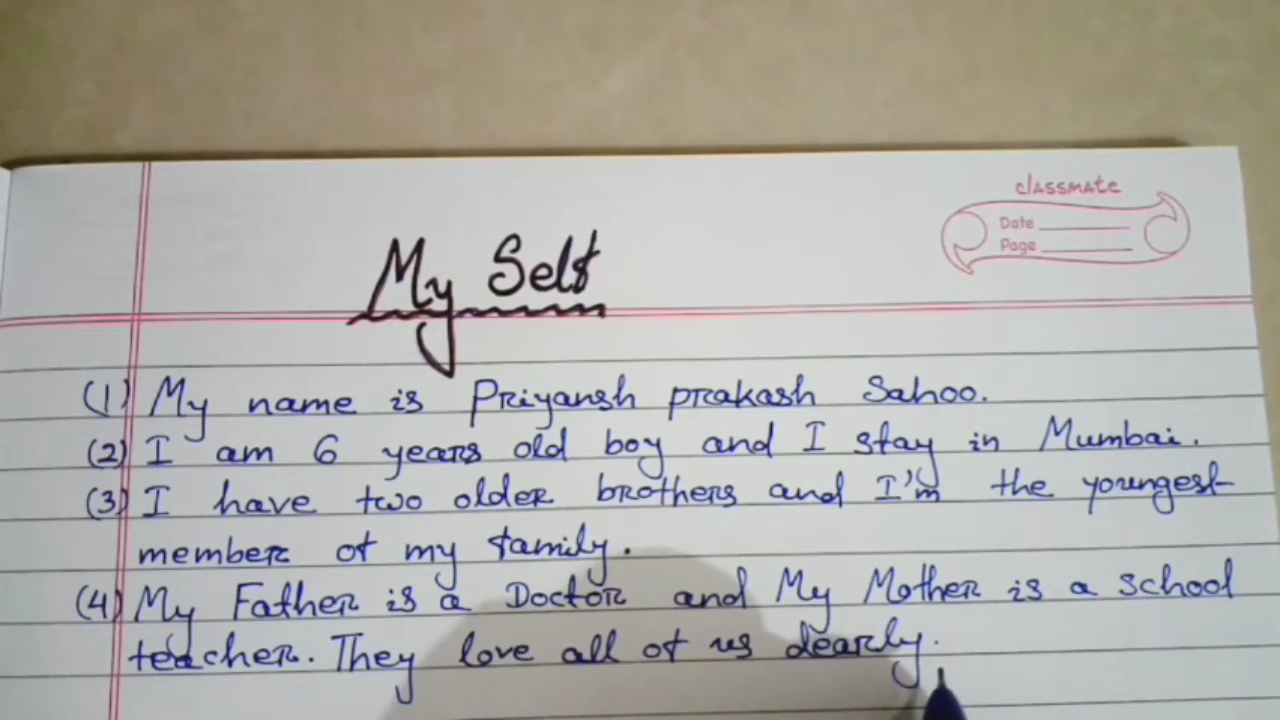 classmate
Date
Page
My Self
(1) My name is Priyansh prakash Sahoo.
(2) I am 6 years old boy and I stay in Mumbai.
(3) I have two older brothers and I'm the youngest
member of my family.
(4) My Father is a Doctor and My Mother is a school
teacher. They love all of us dearly.